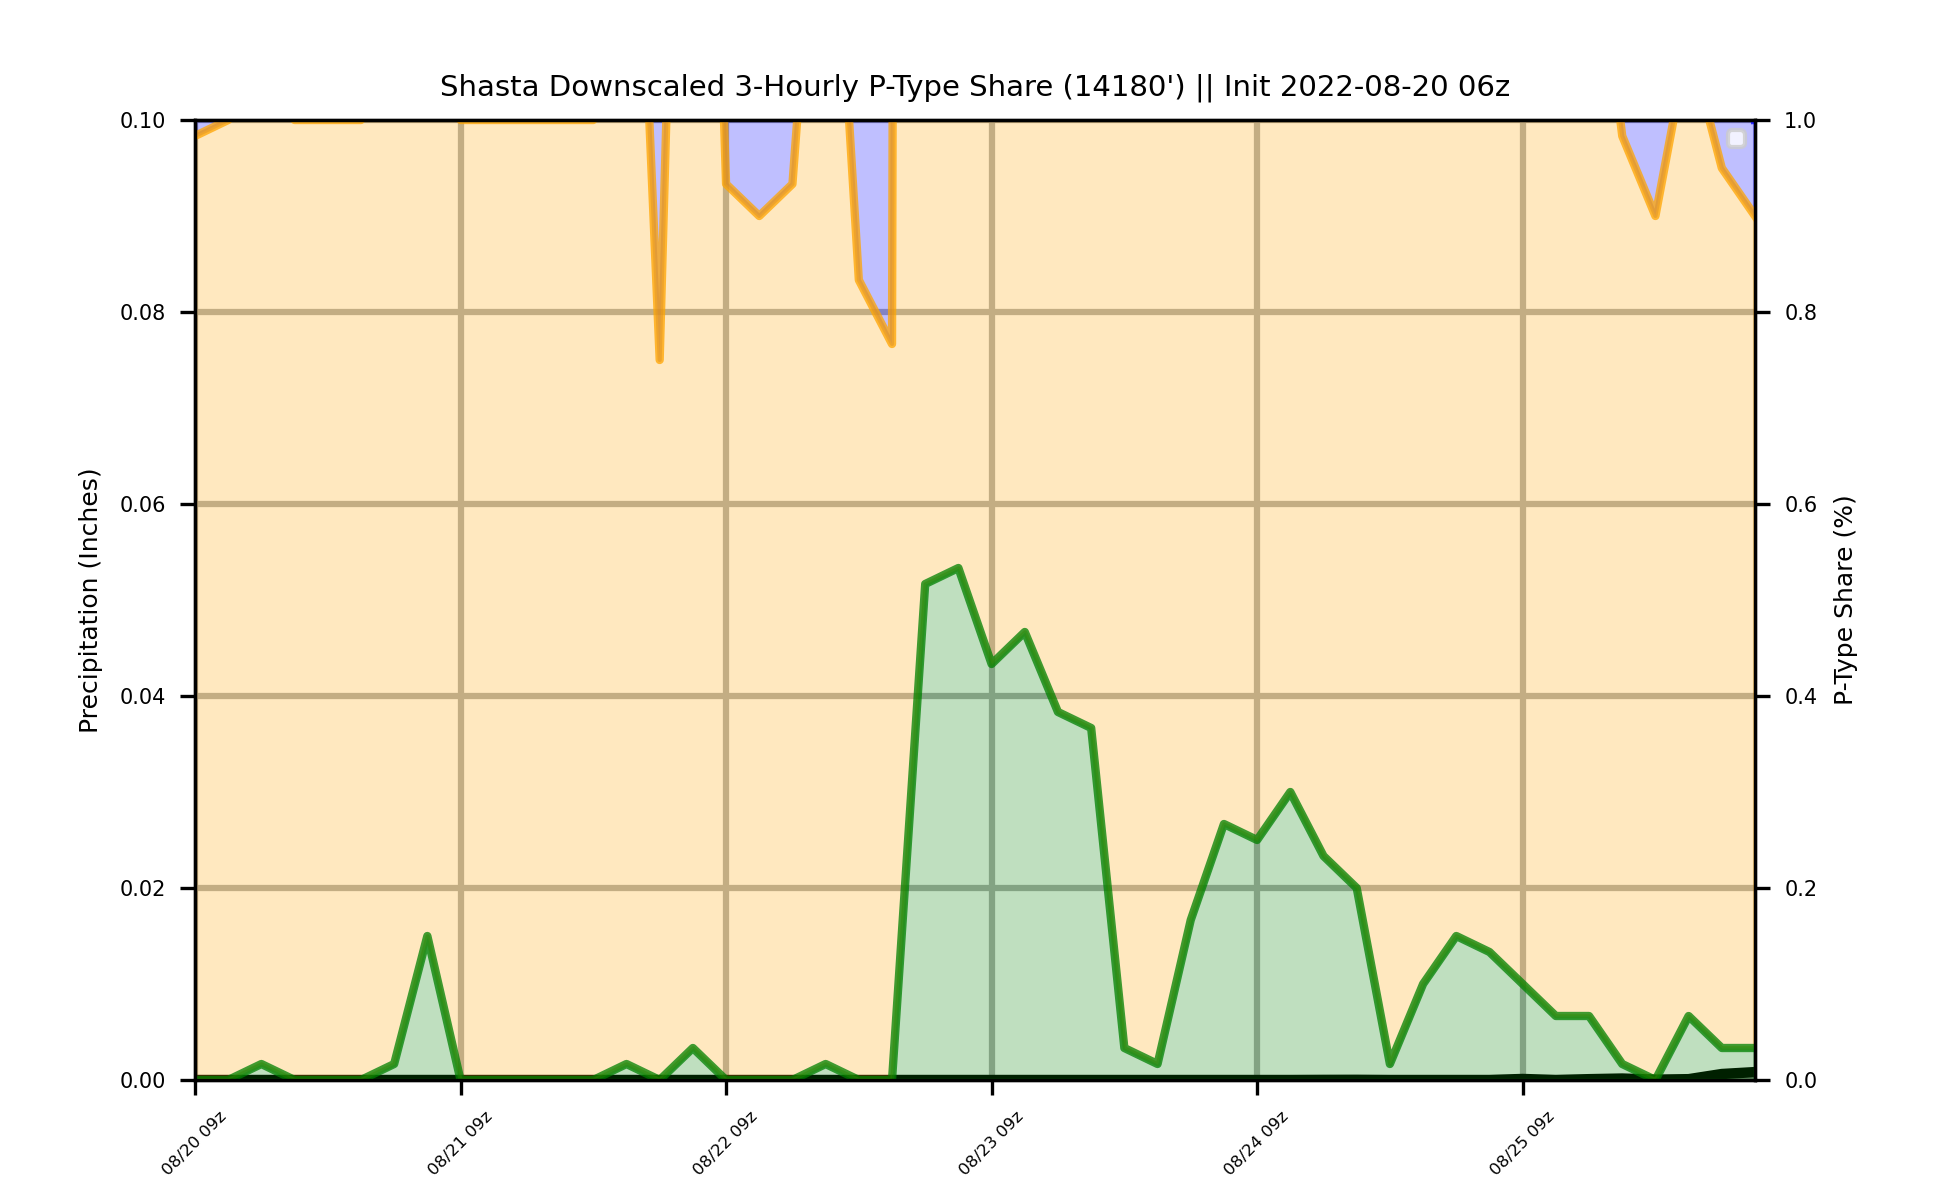 Shasta Downscaled 3-Hourly P-Type Share (14180') || Init 2022-08-20 06z
Precipitation (Inches)
0.10
0.08
0.06
0.04
0.02
0.00
1.0
0.8
0.6
0.4
0.2
0.0
P-Type Share (%)
08/20 09z
08/21 09z
08/22 09z
08/23 09z
08/24 09z
08/25 09z